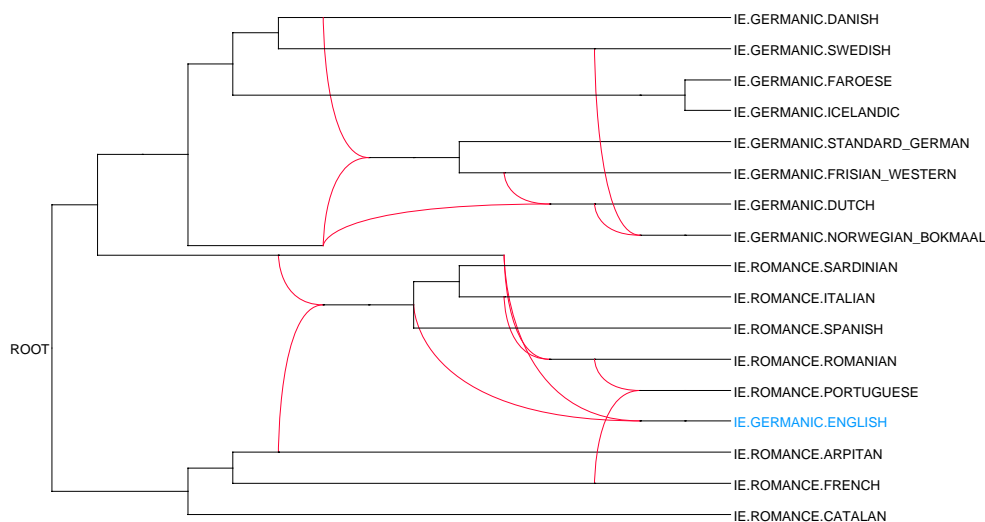 IE.GERMANIC.DANISH
IE.GERMANIC.SWEDISH
IE.GERMANIC.FAROESE
IE.GERMANIC.ICELANDIC
IE.GERMANIC.STANDARD_GERMAN
IE.GERMANIC.FRISIAN_WESTERN
IE.GERMANIC.DUTCH
IE.GERMANIC.NORWEGIAN_BOKMAAL
IE.ROMANCE.SARDINIAN
IE.ROMANCE.ITALIAN
IE.ROMANCE.SPANISH
ROOT
IE.ROMANCE.ROMANIAN
IE.ROMANCE.PORTUGUESE
IE.GERMANIC.ENGLISH
IE.ROMANCE.ARPITAN
IE.ROMANCE.FRENCH
IE.ROMANCE.CATALAN